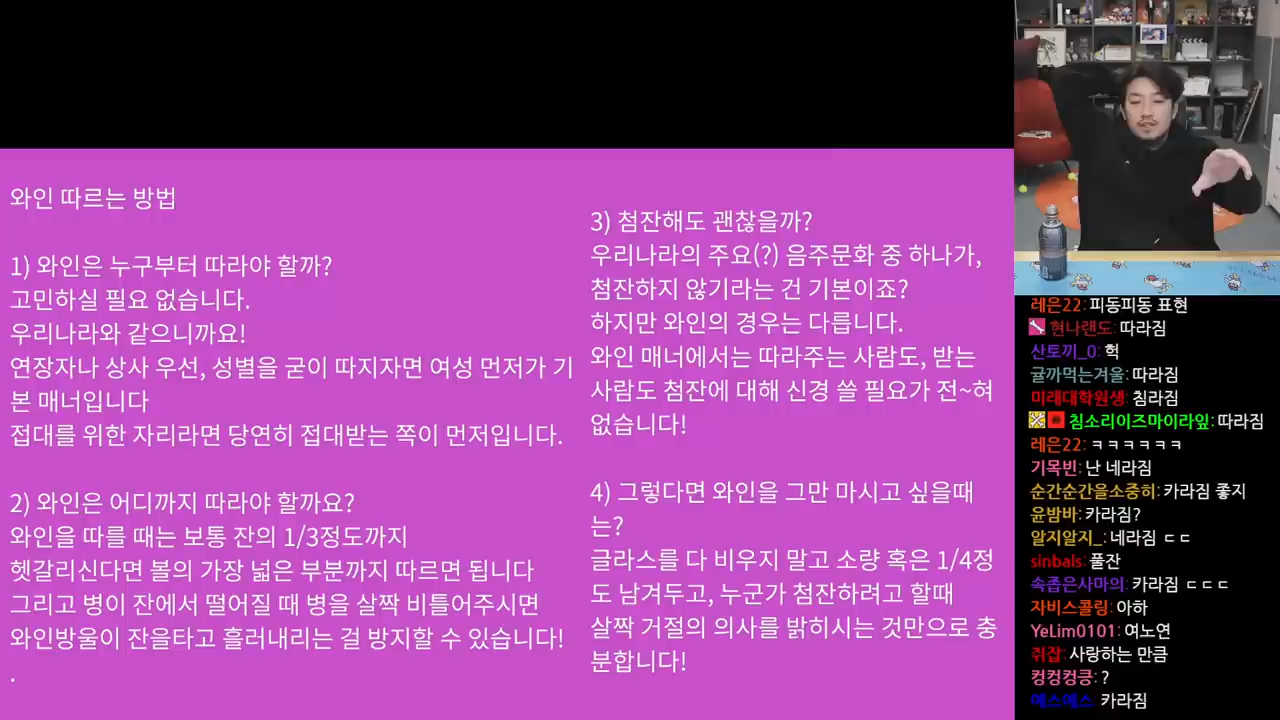 와인 따르는 방법
1) 와인은 누구부터 따라야 할까?
고민하실 필요 없습니다.
우리나라와 같으니까요!
연장자나 상사 우선, 성별을 굳이 따지자면 여성 먼저가 기
본 매너입니다
접대를 위한 자리라면 당연히 접대받는 쪽이 먼저입니다.
2) 와인은 어디까지 따라야 할까요?
와인을 따를 때는 보통 잔의 1/3정도까지
헷갈리신다면 볼의 가장 넓은 부분까지 따르면 됩니다
그리고 병이 잔에서 떨어질 때 병을 살짝 비틀어주시면
와인방울이 잔을타고 흘러내리는 걸 방지할 수 있습니다!
.
3) 첨잔해도 괜찮을까?
우리나라의 주요(?) 음주문화 중 하나가,
첨잔하지 않기라는 건 기본이죠?
하지만 와인의 경우는 다릅니다.
와인 매너에서는 따라주는 사람도, 받는
사람도 첨잔에 대해 신경 쓸 필요가 전~혀
없습니다!
4) 그렇다면 와인을 그만 마시고 싶을때
는?
글라스를 다 비우지 말고 소량 혹은 1/4정
도 남겨두고, 누군가 첨잔하려고 할때
살짝 거절의 의사를 밝히시는 것만으로 충
분합니다!
레은22: 피동피동 표현
현나랜도: 따라짐
산토끼_0: 헉
귤까먹는겨울: 따라짐
미래대학원생: 침라짐
침소리이즈마이라잎: 따라짐
레은22: ㅋㅋㅋㅋㅋㅋ
기목빈: 난 네라짐
순간순간을소중히: 카라짐 좋지
윤밤바: 카라짐?
알지알지_: 네라짐 ㄷㄷ
sinbals: 풀잔
속좁은사마의: 카라짐 ㄷㄷㄷ
자비스콜링: 아하
YeLim0101: 여노연
쥐잡: 사랑하는 만큼
컹컹컹킁: ?
에스에스: 카라짐